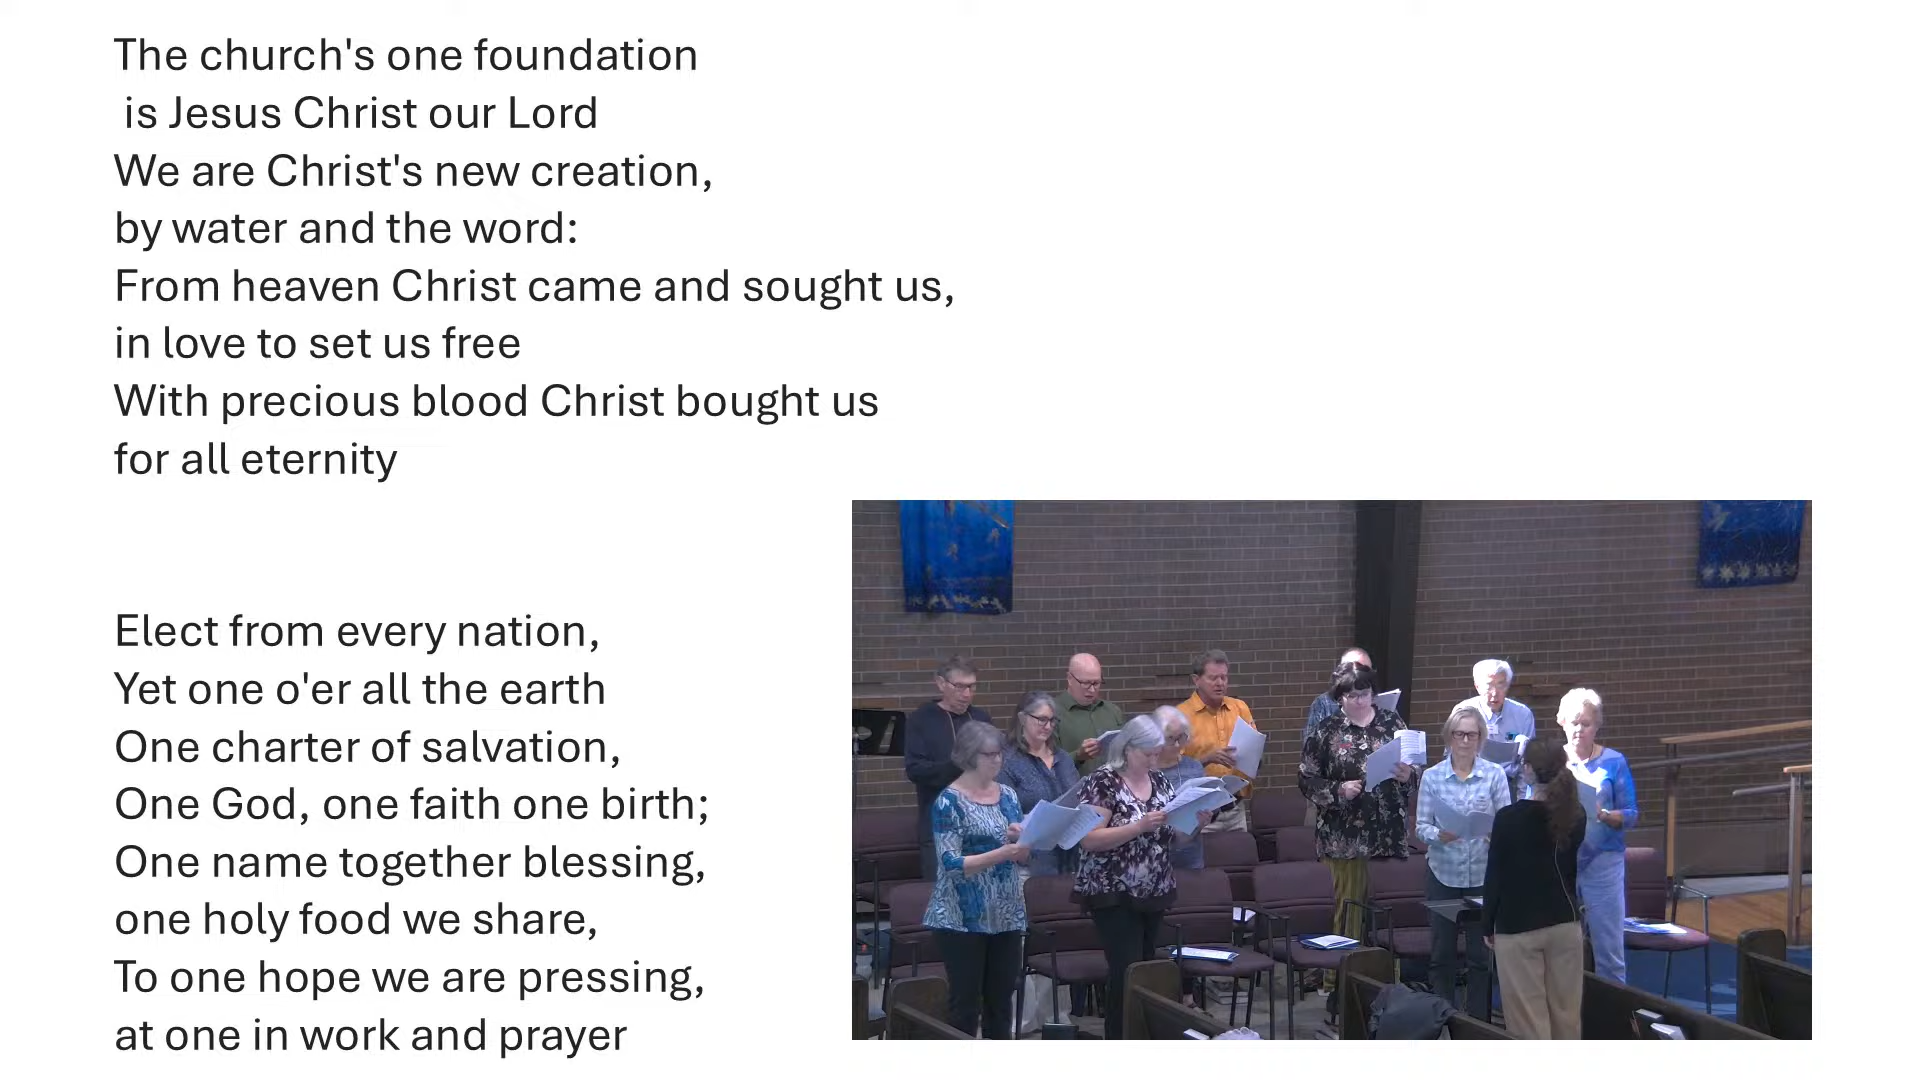 The church's one foundation
is Jesus Christ our Lord
We are Christ's new creation,
by water and the word:
From heaven Christ came and sought us,
in love to set us free
With precious blood Christ bought us
for all eternity
Elect from every nation,
Yet one o'er all the earth
One charter of salvation,
One God, one faith one birth;
One name together blessing,
one holy food we share,
To one hope we are pressing,
at one in work and prayer